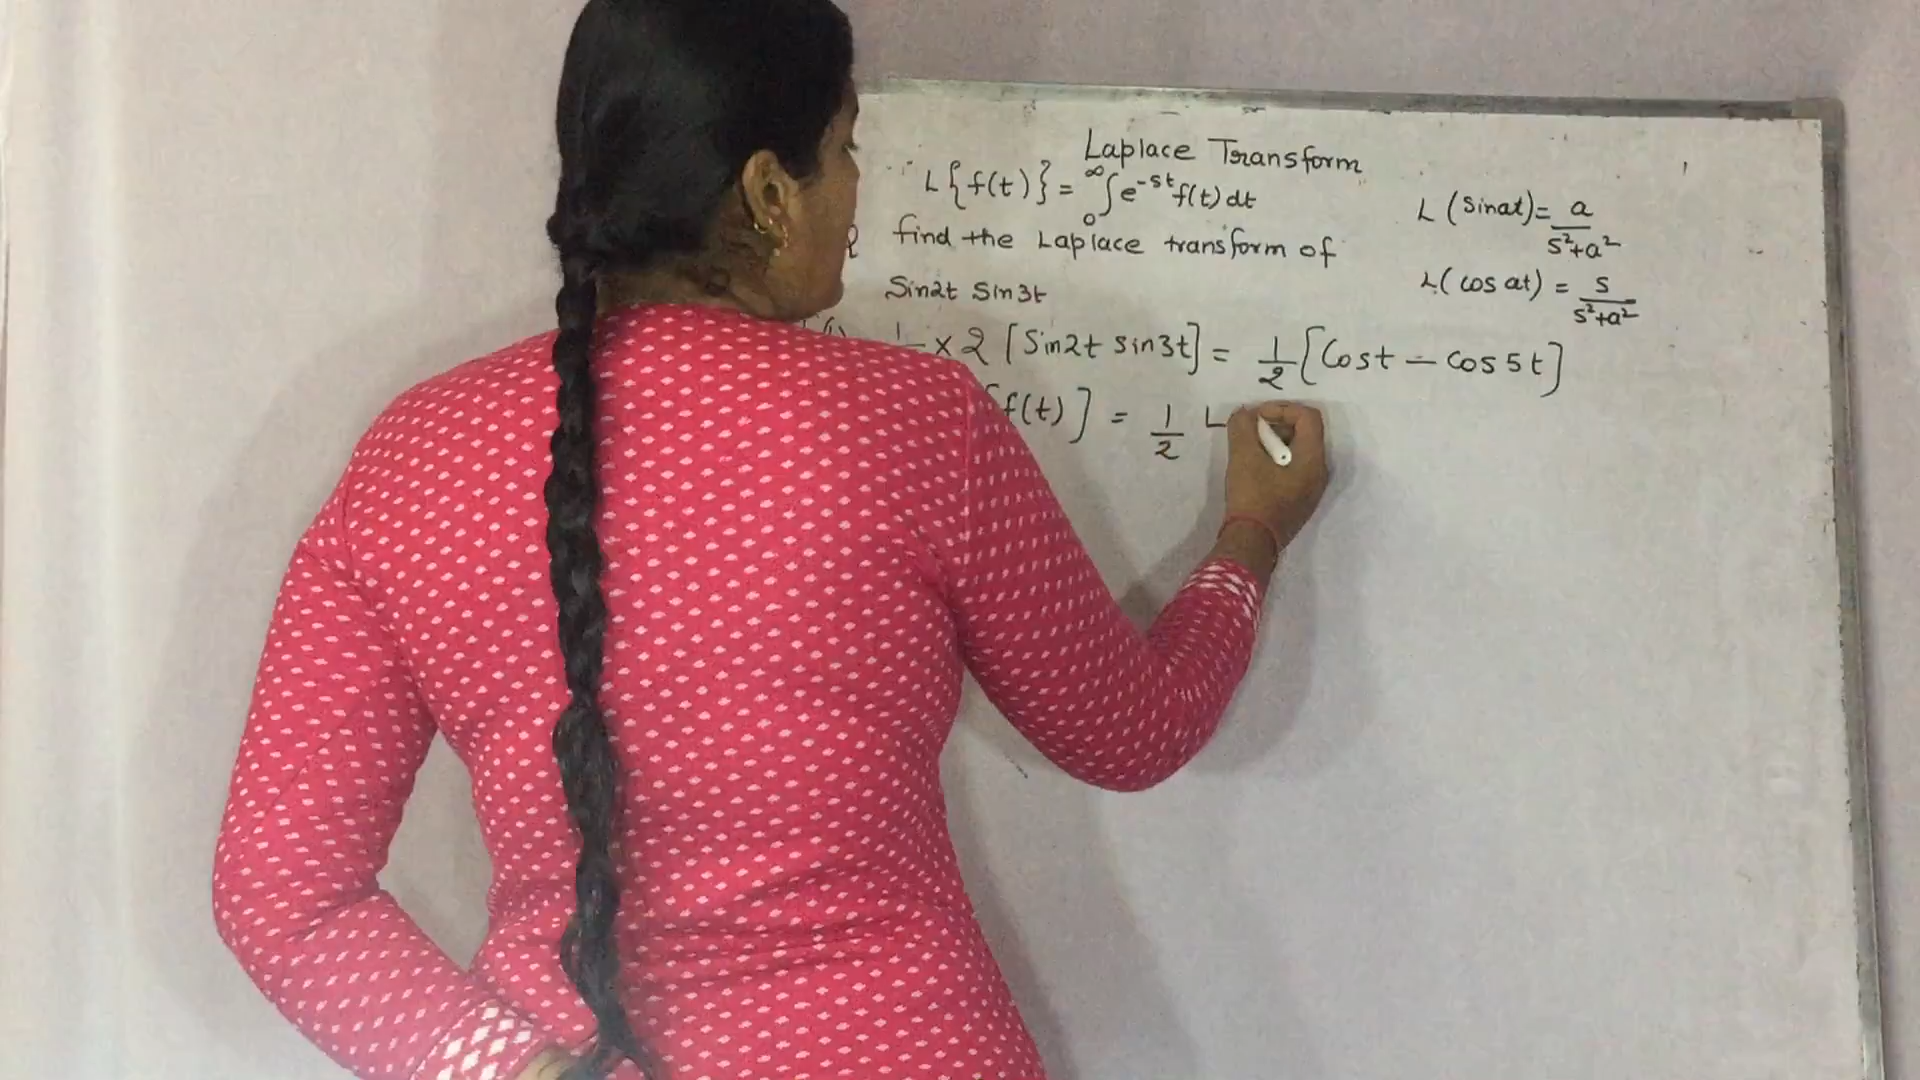 Laplace Transform
L{f(t)} = ∞∫0 e^-st f(t) dt
find the Laplace transform of
Sin2t Sin3t
× 2 [Sin2t sin3t] = 1/2 [Cost - cos5t]
f(t)] = 1/2 L
L (Sinat) = a/(s²+a²)
L (cos at) = s/(s²+a²)